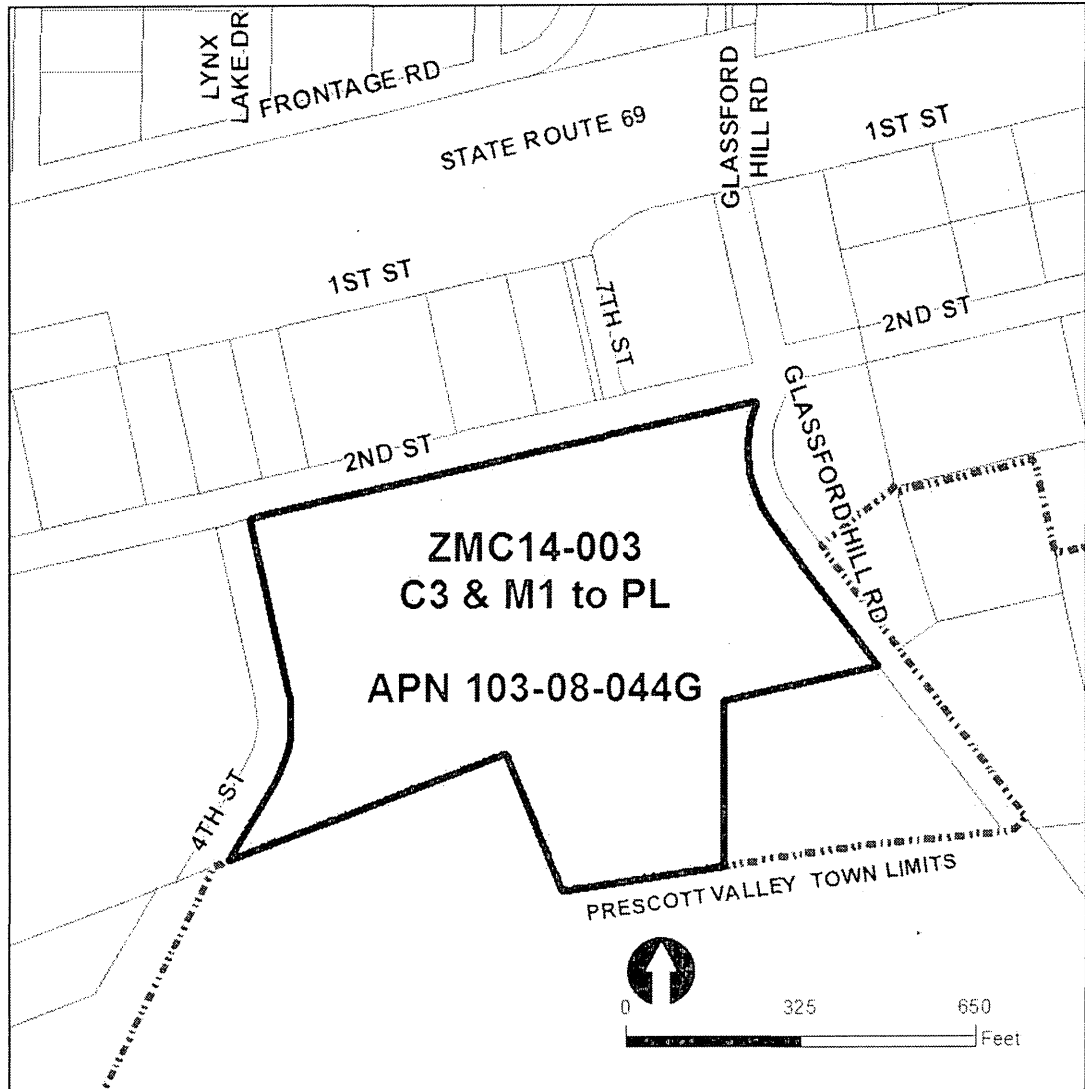 LYNX
LAKE DR
FRONTAGE RD
STATE ROUTE 69
GLASSFORD
HILL RD
1ST ST
1ST ST
7TH ST
2ND ST
2ND ST
GLASSFORD HILL RD
ZMC14-003
C3 & M1 to PL
APN 103-08-044G
4TH ST
PRESCOTT VALLEY TOWN LIMITS
0 325 650
Feet